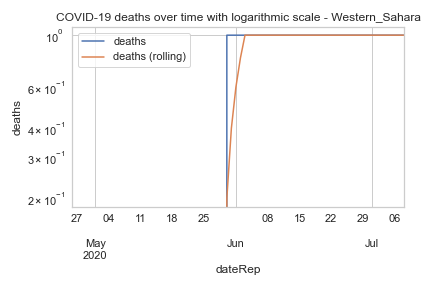 COVID-19 deaths over time with logarithmic scale - Western_Sahara
10⁰
deaths
deaths (rolling)
6 × 10⁻¹
4 × 10⁻¹
3 × 10⁻¹
2 × 10⁻¹
deaths
27 04 11 18 25 08 15 22 29 06
May Jun Jul
2020
dateRep